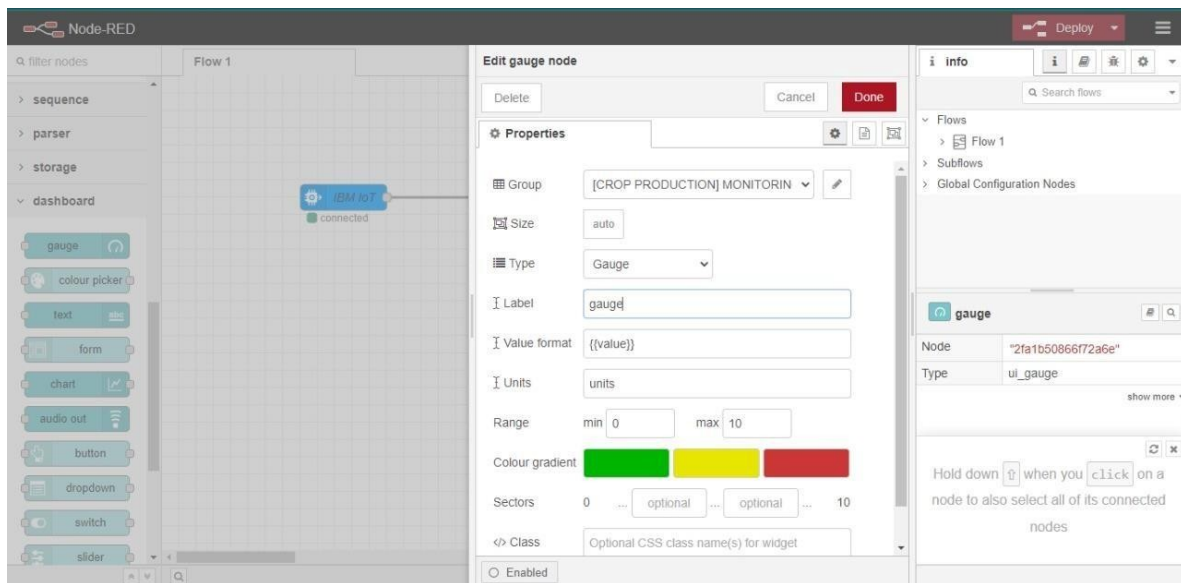 Node-RED
Deploy
filter nodes
sequence
parser
storage
dashboard
gauge
colour picker
text
abc
form
chart
audio out
button
dropdown
switch
slider
Flow 1
IBM IoT
connected
Edit gauge node
Delete
Cancel
Done
Properties
Group
[CROP PRODUCTION] MONITORIN
Size
auto
Type
Gauge
Label
gauge
Value format
{{value}}
Units
units
Range
min 0
max 10
Colour gradient
Sectors
0 ... optional ... optional ... 10
</> Class
Optional CSS class name(s) for widget
Enabled
i info
i
Search flows
Flows
Flow 1
Subflows
Global Configuration Nodes
gauge
Node
"2fa1b50866f72a6e"
Type
ui_gauge
show more
Hold down ⇧ when you click on a
node to also select all of its connected
nodes